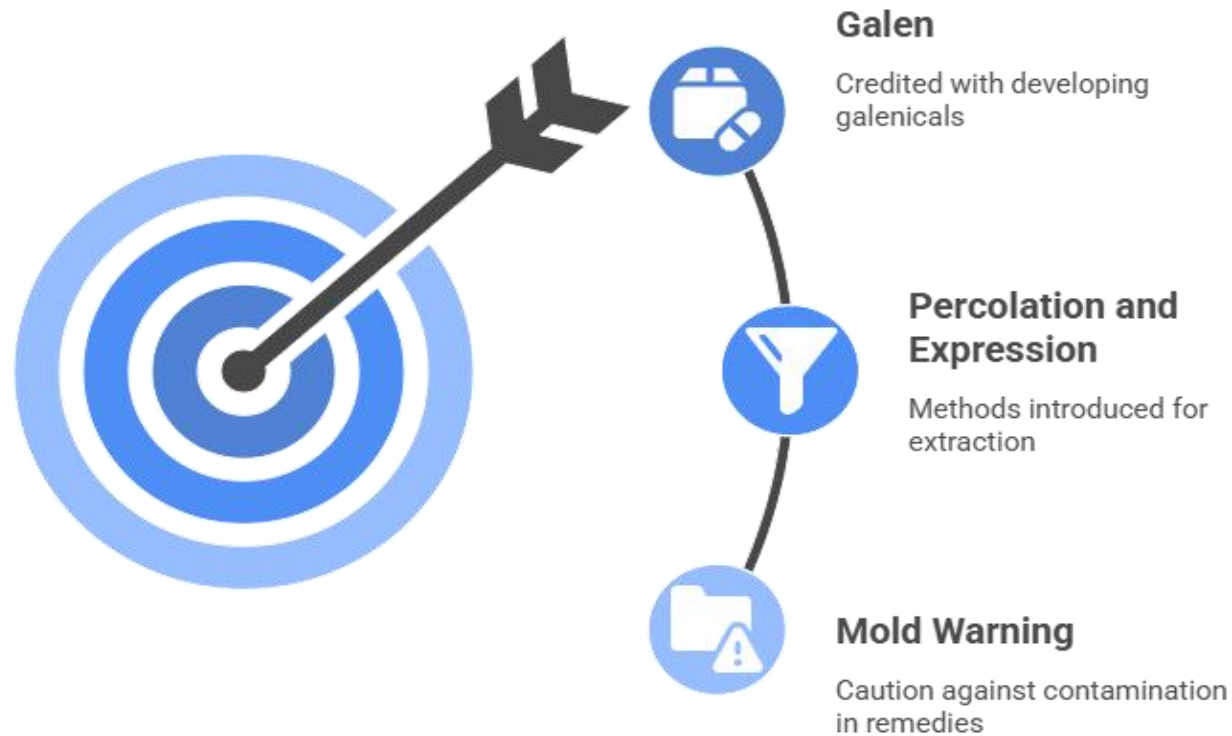 Galen
Credited with developing
galenicals
Percolation and
Expression
Methods introduced for
extraction
Mold Warning
Caution against contamination
in remedies